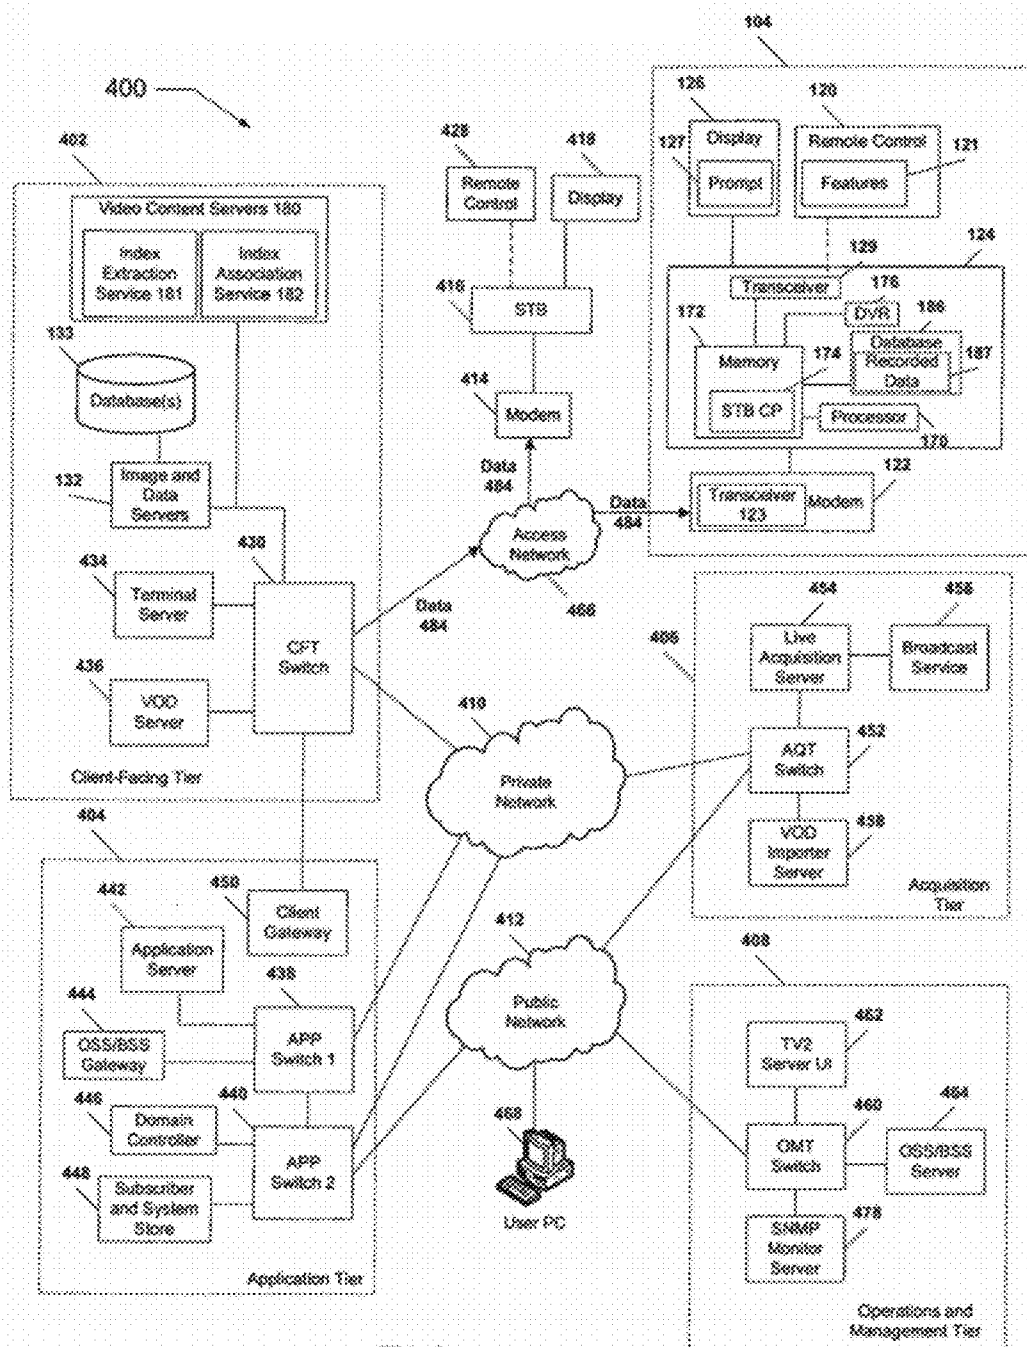 400
402
Video Content Servers 180
Index
Extraction
Service 181
Index
Association
Service 182
133
Database(s)
132
Image and
Data
Servers
430
434
Terminal
Server
CFT
Switch
436
VOD
Server
Client-Facing Tier
428
Remote
Control
418
Display
416
STB
414
Modem
Data
484
Access
Network
466
Data
484
Data
484
104
126
Display
127
Prompt
120
Remote Control
121
Features
124
129
Transceiver
176
DVR
172
Memory
174
STB CP
186
Database
Recorded
Data
187
Processor
170
122
Transceiver
123
Modem
406
454
Live
Acquisition
Server
456
Broadcast
Service
452
AQT
Switch
458
VOD
Importer
Server
Acquisition
Tier
410
Private
Network
412
Public
Network
404
442
Application
Server
450
Client
Gateway
438
APP
Switch 1
444
OSS/BSS
Gateway
446
Domain
Controller
440
APP
Switch 2
448
Subscriber
and System
Store
Application Tier
468
User PC
408
462
TV2
Server UI
460
OMT
Switch
464
OSS/BSS
Server
478
SNMP
Monitor
Server
Operations and
Management Tier